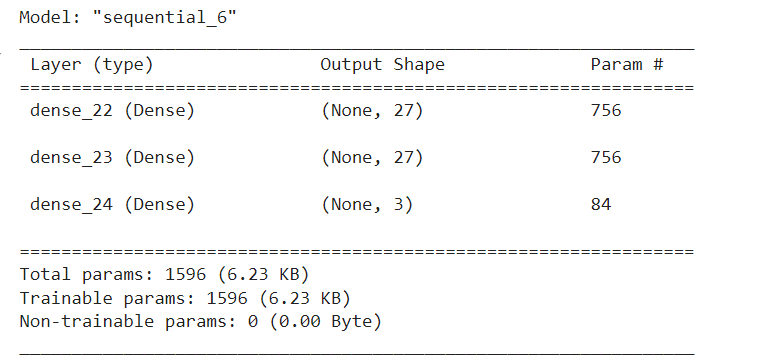 Model: "sequential_6"
_________________________________________________________________
Layer (type) Output Shape Param #
=================================================================
dense_22 (Dense) (None, 27) 756
dense_23 (Dense) (None, 27) 756
dense_24 (Dense) (None, 3) 84
=================================================================
Total params: 1596 (6.23 KB)
Trainable params: 1596 (6.23 KB)
Non-trainable params: 0 (0.00 Byte)
_________________________________________________________________